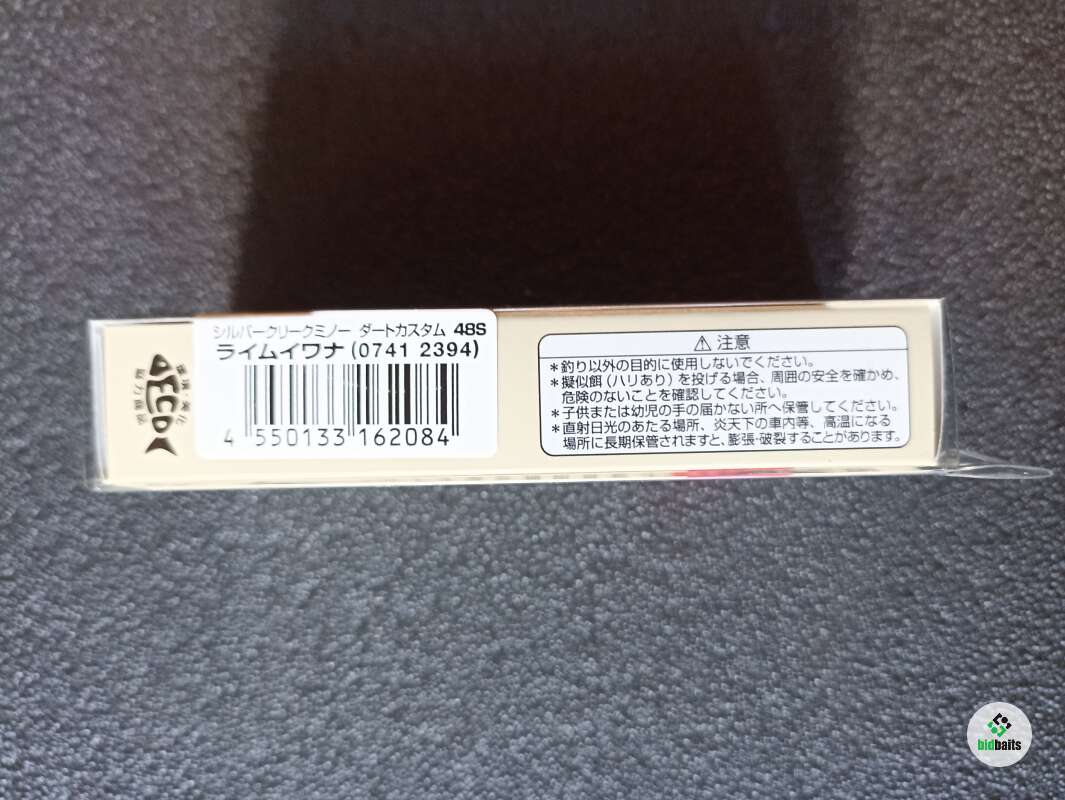 シルバークリークミノー ダートカスタム 48S
ライムイワナ (0741 2394)
4 550133 162084
ECO
⚠ 注意
*釣り以外の目的に使用しないでください。
*擬似餌(ハリあり)を投げる場合、周囲の安全を確かめ、
危険のないことを確認してください。
*子供または幼児の手の届かない所へ保管してください。
*直射日光のあたる場所、炎天下の車内等、高温になる
場所に長期保管されますと、膨張・破裂することがあります。
bidbaits